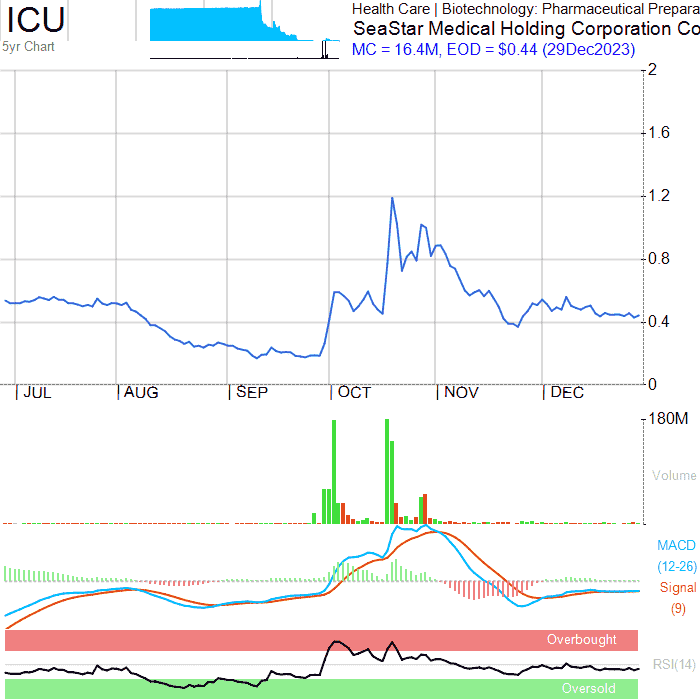 ICU
5yr Chart
Health Care | Biotechnology: Pharmaceutical Prepara
SeaStar Medical Holding Corporation Co
MC = 16.4M, EOD = $0.44 (29Dec2023)
2
1.6
1.2
0.8
0.4
0
JUL AUG SEP OCT NOV DEC
180M
Volume
MACD
(12-26)
Signal
(9)
Overbought
RSI(14)
Oversold